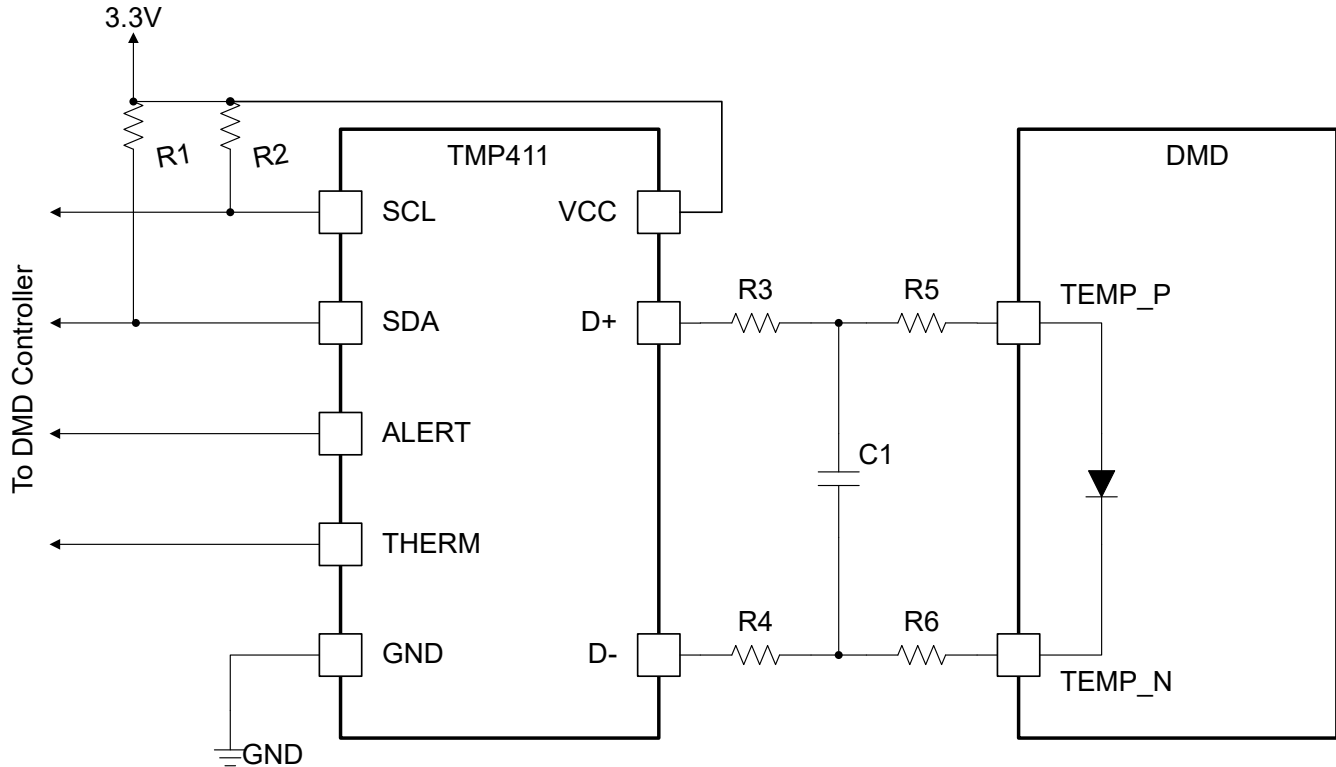 3.3V
R1
R2
TMP411
DMD
SCL
VCC
R3
R5
TEMP_P
SDA
D+
To DMD Controller
ALERT
C1
THERM
R4
R6
GND
D-
TEMP_N
GND